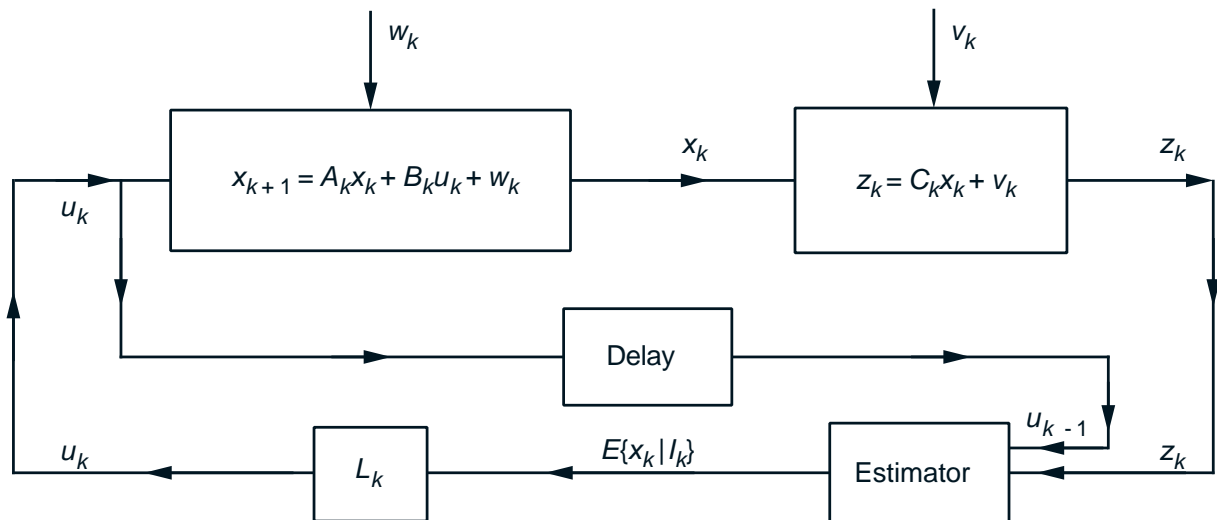 w_k
v_k
x_{k+1} = A_k x_k + B_k u_k + w_k
x_k
z_k = C_k x_k + v_k
z_k
u_k
Delay
u_{k-1}
u_k
L_k
E{x_k | I_k}
Estimator
z_k